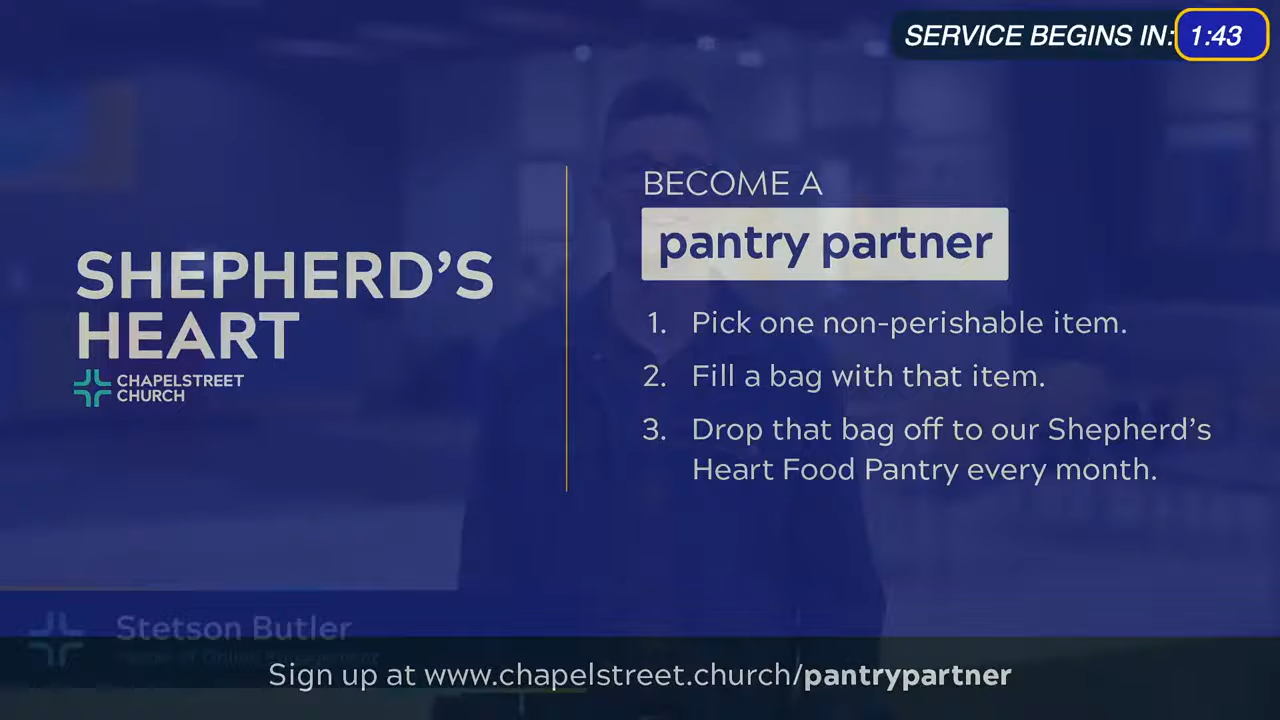 SERVICE BEGINS IN: 1:43
BECOME A
pantry partner
SHEPHERD'S
HEART
CHAPELSTREET
CHURCH
1. Pick one non-perishable item.
2. Fill a bag with that item.
3. Drop that bag off to our Shepherd's
Heart Food Pantry every month.
Stetson Butler
Sign up at www.chapelstreet.church/pantrypartner